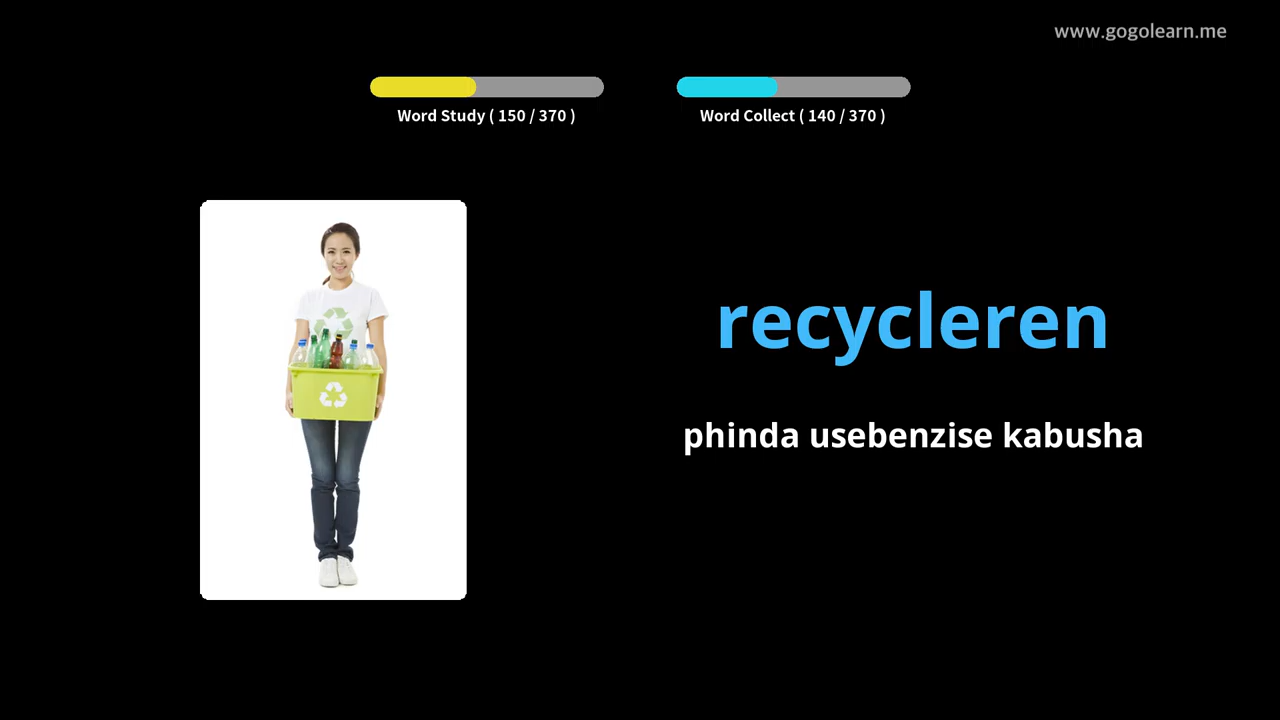 www.gogolearn.me
Word Study ( 150 / 370 )
Word Collect ( 140 / 370 )
recycleren
phinda usebenzise kabusha